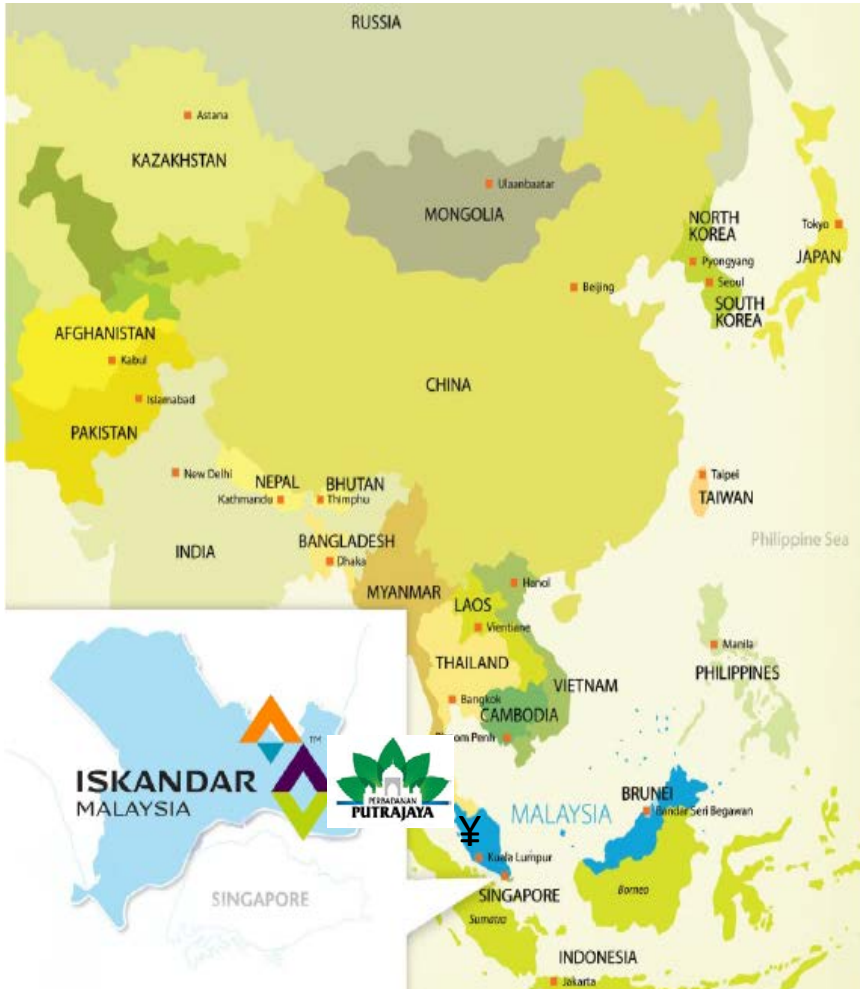 RUSSIA
Astana
KAZAKHSTAN
Ulaanbaatar
MONGOLIA
NORTH
KOREA
Tokyo
JAPAN
Pyongyang
Seoul
SOUTH
KOREA
Beijing
AFGHANISTAN
Kabul
Islamabad
PAKISTAN
CHINA
New Delhi
NEPAL
BHUTAN
Kathmandu
Thimphu
Taipei
TAIWAN
Philippine Sea
BANGLADESH
INDIA
Dhaka
MYANMAR
Hanoi
LAOS
Vientiane
THAILAND
Manila
PHILIPPINES
VIETNAM
Bangkok
CAMBODIA
nom Penh
ISKANDAR
MALAYSIA
TM
PERBADANAN
PUTRAJAYA
BRUNEI
MALAYSIA
Bandar Seri Begawan
¥
Kuala Lumpur
SINGAPORE
SINGAPORE
Borneo
Sumatra
INDONESIA
Jakarta